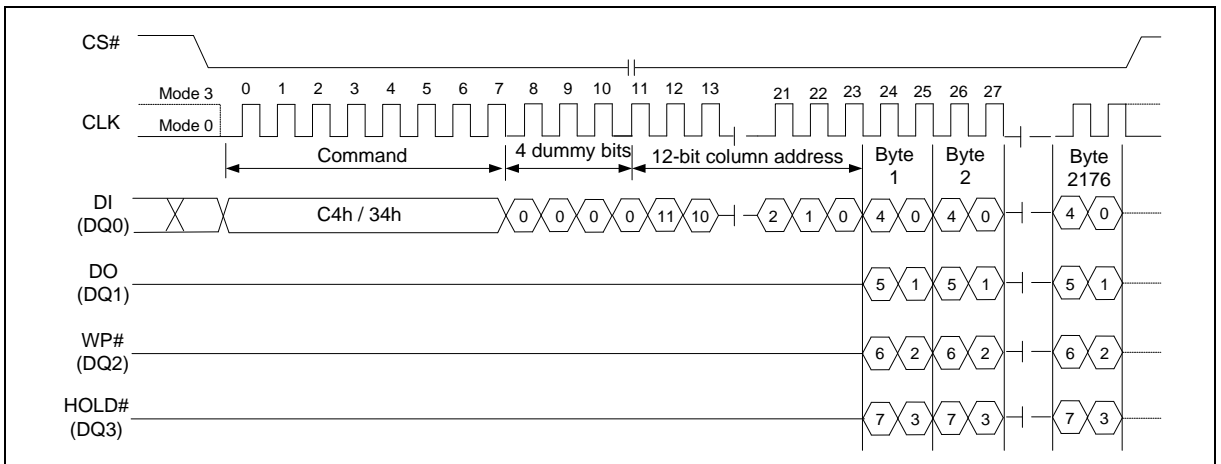 CS#
Mode 3 0 1 2 3 4 5 6 7 8 9 10 11 12 13 21 22 23 24 25 26 27
CLK
Mode 0
Command 4 dummy bits 12-bit column address Byte 1 Byte 2 Byte 2176
DI (DQ0) C4h / 34h 0 0 0 0 11 10 2 1 0 4 0 4 0 4 0
DO (DQ1) 5 1 5 1 5 1
WP# (DQ2) 6 2 6 2 6 2
HOLD# (DQ3) 7 3 7 3 7 3